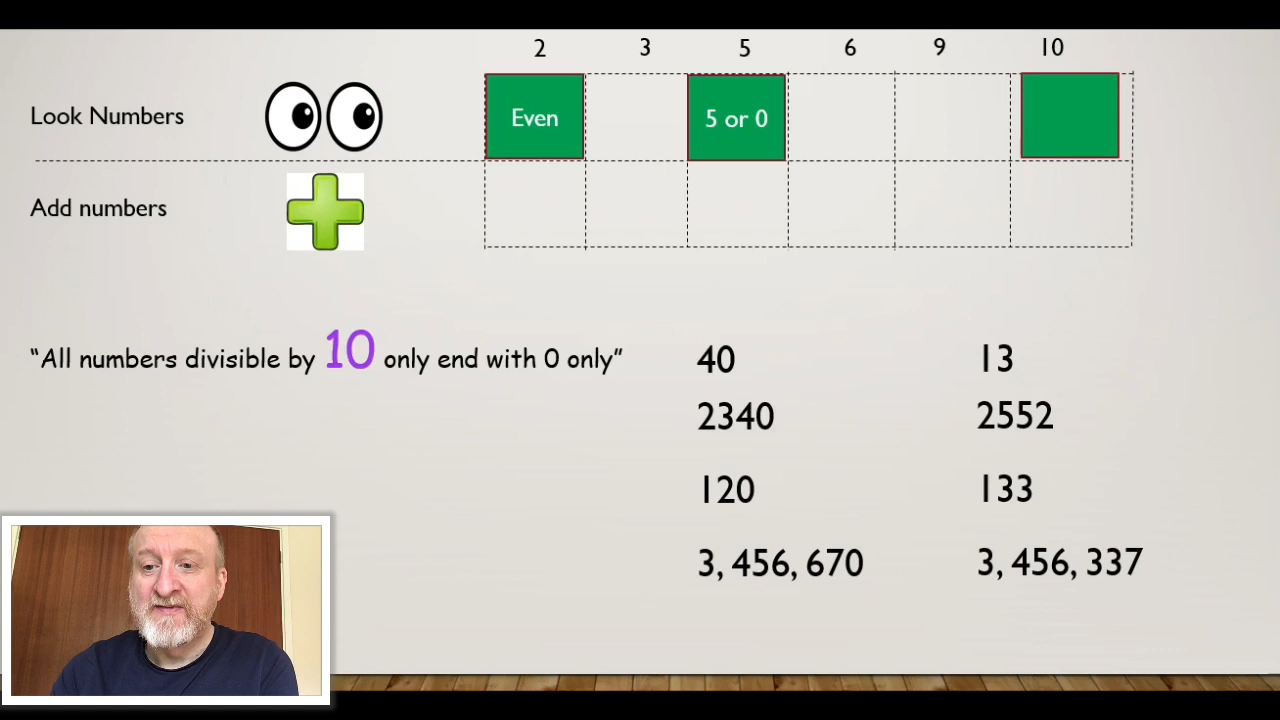 2 3 5 6 9 10
Look Numbers Even 5 or 0
Add numbers
“All numbers divisible by 10 only end with 0 only” 40 13
2340 2552
120 133
3, 456, 670 3, 456, 337